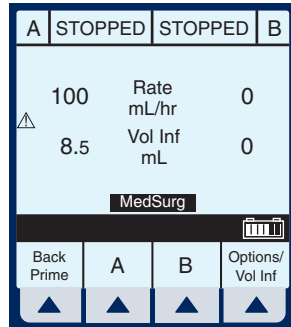 A STOPPED STOPPED B
100 Rate mL/hr 0
8.5 Vol Inf mL 0
MedSurg
Back Prime A B Options/ Vol Inf